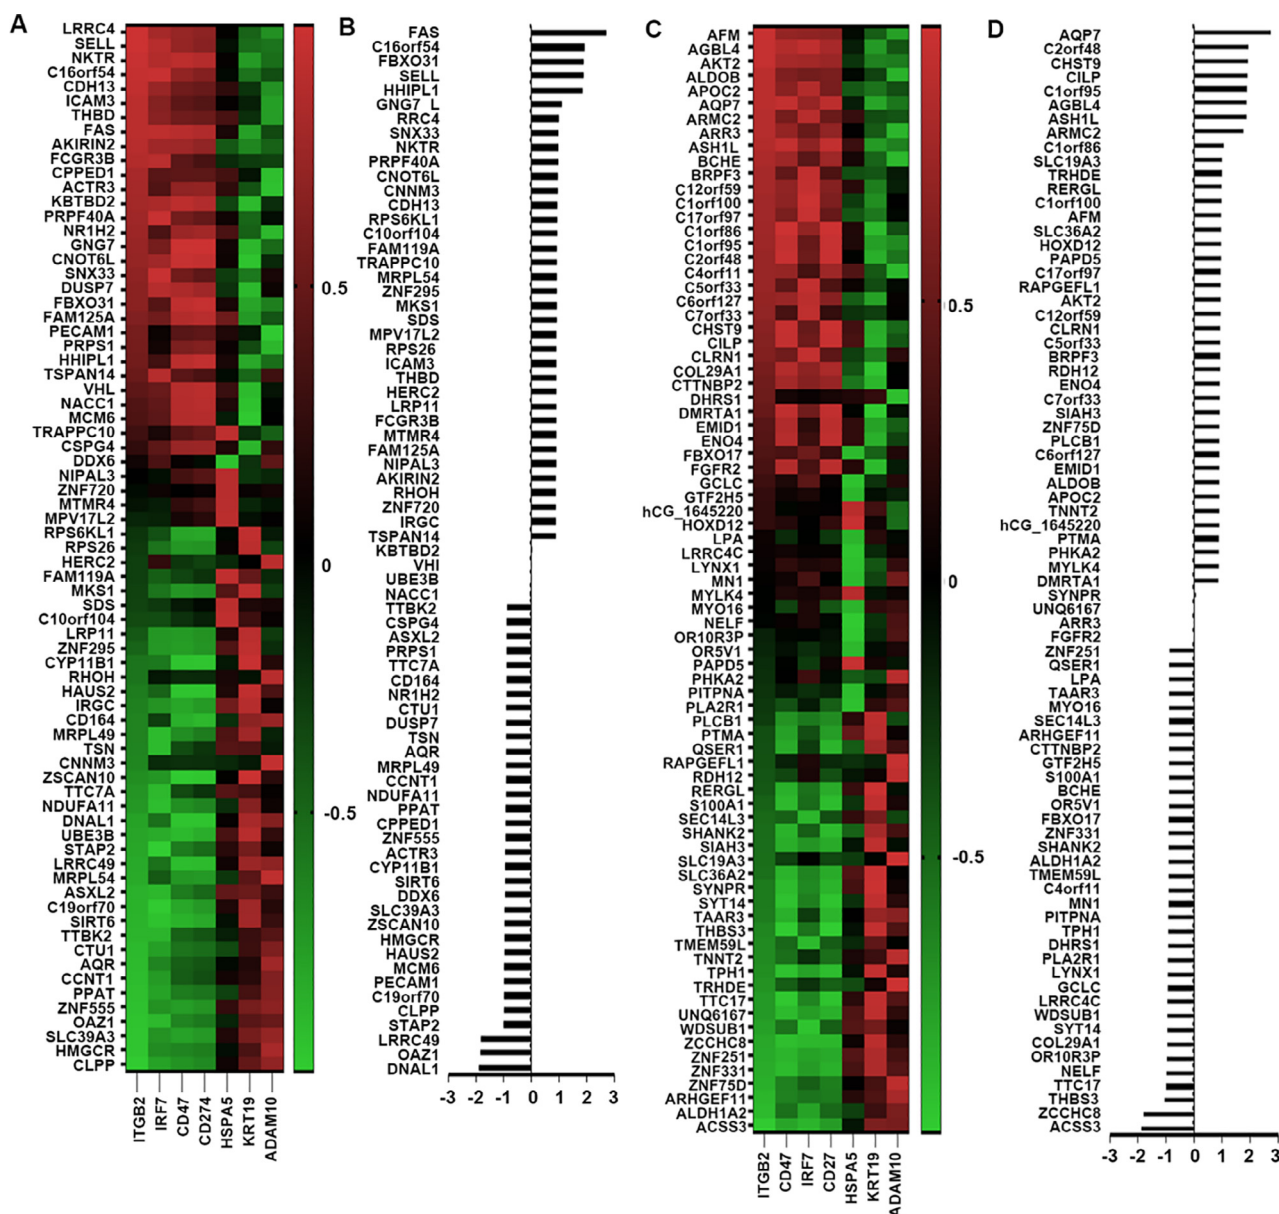 A
LRRC4
SELL
NKTR
C16orf54
CDH13
ICAM3
THBD
FAS
AKIRIN2
FCGR3B
CPPED1
ACTR3
KBTBD2
PRPF40A
NR1H2
GNG7
CNOT6L
SNX33
DUSP7
FBXO31
FAM125A
PECAM1
PRPS1
HHIPL1
TSPAN14
VHL
NACC1
MCM6
TRAPPC10
CSPG4
DDX6
NIPAL3
ZNF720
MTMR4
MPV17L2
RPS6KL1
RPS26
HERC2
FAM119A
MKS1
SDS
C10orf104
LRP11
ZNF295
CYP11B1
RHOH
HAUS2
IRGC
CD164
MRPL49
TSN
CNNM3
ZSCAN10
TTC7A
NDUFA11
DNAL1
UBE3B
STAP2
LRRC49
MRPL54
ASXL2
C19orf70
SIRT6
TTBK2
CTU1
AQR
CCNT1
PPAT
ZNF555
OAZ1
SLC39A3
HMGCR
CLPP
ITGB2
IRF7
CD47
CD274
HSPA5
KRT19
ADAM10
0.5
0
-0.5
B
FAS
C16orf54
FBXO31
SELL
HHIPL1
GNG7 L
RRC4
SNX33
NKTR
PRPF40A
CNOT6L
CNNM3
CDH13
RPS6KL1
C10orf104
FAM119A
TRAPPC10
MRPL54
ZNF295
MKS1
SDS
MPV17L2
RPS26
ICAM3
THBD
HERC2
LRP11
FCGR3B
MTMR4
FAM125A
NIPAL3
AKIRIN2
RHOH
ZNF720
IRGC
TSPAN14
KBTBD2
VHI
UBE3B
NACC1
TTBK2
CSPG4
ASXL2
PRPS1
TTC7A
CD164
NR1H2
CTU1
DUSP7
TSN
AQR
MRPL49
CCNT1
NDUFA11
PPAT
CPPED1
ZNF555
ACTR3
CYP11B1
SIRT6
DDX6
SLC39A3
ZSCAN10
HMGCR
HAUS2
MCM6
PECAM1
C19orf70
CLPP
STAP2
LRRC49
OAZ1
DNAL1
-3 -2 -1 0 1 2 3
C
AFM
AGBL4
AKT2
ALDOB
APOC2
AQP7
ARMC2
ARR3
ASH1L
BCHE
BRPF3
C12orf59
C1orf100
C17orf97
C1orf86
C1orf95
C2orf48
C4orf11
C5orf33
C6orf127
C7orf33
CHST9
CILP
CLRN1
COL29A1
CTTNBP2
DHRS1
DMRTA1
EMID1
ENO4
FBXO17
FGFR2
GCLC
GTF2H5
hCG_1645220
HOXD12
LPA
LRRC4C
LYNX1
MN1
MYLK4
MYO16
NELF
OR10R3P
OR5V1
PAPD5
PHKA2
PITPNA
PLA2R1
PLCB1
PTMA
QSER1
RAPGEFL1
RDH12
RERGL
S100A1
SEC14L3
SHANK2
SIAH3
SLC19A3
SLC36A2
SYNPR
SYT14
TAAR3
THBS3
TMEM59L
TNNT2
TPH1
TRHDE
TTC17
UNQ6167
WDSUB1
ZCCHC8
ZNF251
ZNF331
ZNF75D
ARHGEF11
ALDH1A2
ACSS3
ITGB2
CD47
IRF7
CD27
HSPA5
KRT19
ADAM10
0.5
0
-0.5
D
AQP7
C2orf48
CHST9
CILP
C1orf95
AGBL4
ASH1L
ARMC2
C1orf86
SLC19A3
TRHDE
RERGL
C1orf100
AFM
SLC36A2
HOXD12
PAPD5
C17orf97
RAPGEFL1
AKT2
C12orf59
CLRN1
C5orf33
BRPF3
RDH12
ENO4
C7orf33
SIAH3
ZNF75D
PLCB1
C6orf127
EMID1
ALDOB
APOC2
TNNT2
hCG_1645220
PTMA
PHKA2
MYLK4
DMRTA1
SYNPR
UNQ6167
ARR3
FGFR2
ZNF251
QSER1
LPA
TAAR3
MYO16
SEC14L3
ARHGEF11
CTTNBP2
GTF2H5
S100A1
BCHE
OR5V1
FBXO17
ZNF331
SHANK2
ALDH1A2
TMEM59L
C4orf11
MN1
PITPNA
TPH1
DHRS1
PLA2R1
LYNX1
GCLC
LRRC4C
WDSUB1
SYT14
COL29A1
OR10R3P
NELF
TTC17
THBS3
ZCCHC8
ACSS3
-3 -2 -1 0 1 2 3